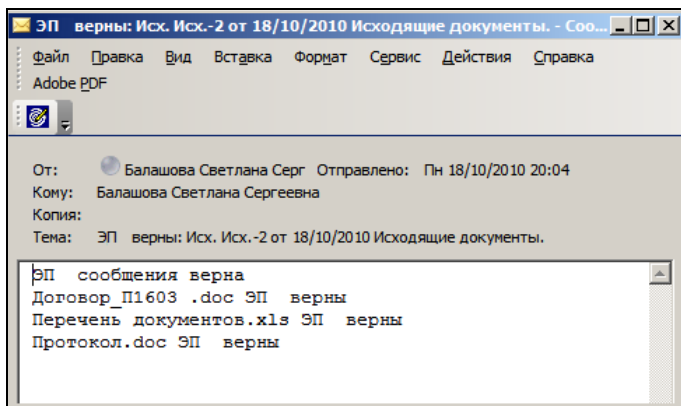 ЭП верны: Исх. Исх.-2 от 18/10/2010 Исходящие документы. - Соо...
Файл Правка Вид Вставка Формат Сервис Действия Справка
Adobe PDF
От: Балашова Светлана Серг Отправлено: Пн 18/10/2010 20:04
Кому: Балашова Светлана Сергеевна
Копия:
Тема: ЭП верны: Исх. Исх.-2 от 18/10/2010 Исходящие документы.
ЭП сообщения верна
Договор_П1603 .doc ЭП верны
Перечень документов.xls ЭП верны
Протокол.doc ЭП верны